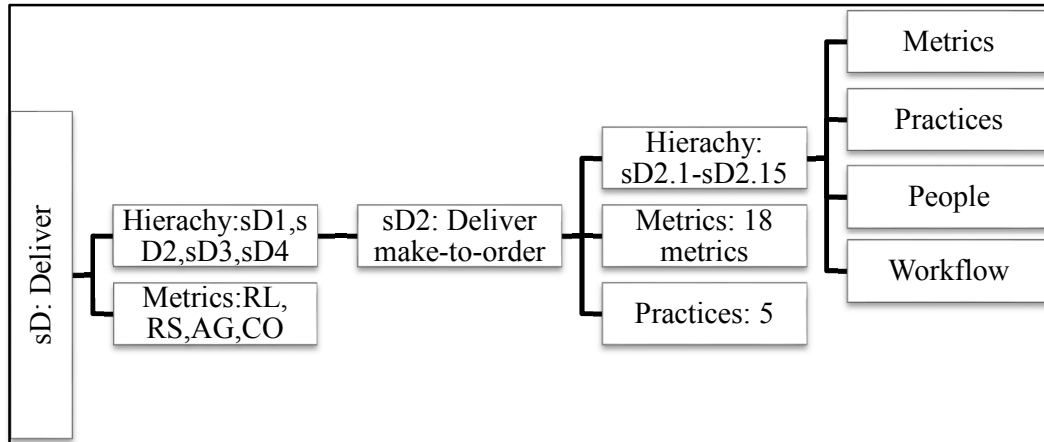 sD: Deliver
Hierachy:sD1,s
D2,sD3,sD4
Metrics:RL,
RS,AG,CO
sD2: Deliver
make-to-order
Hierachy:
sD2.1-sD2.15
Metrics: 18
metrics
Practices: 5
Metrics
Practices
People
Workflow